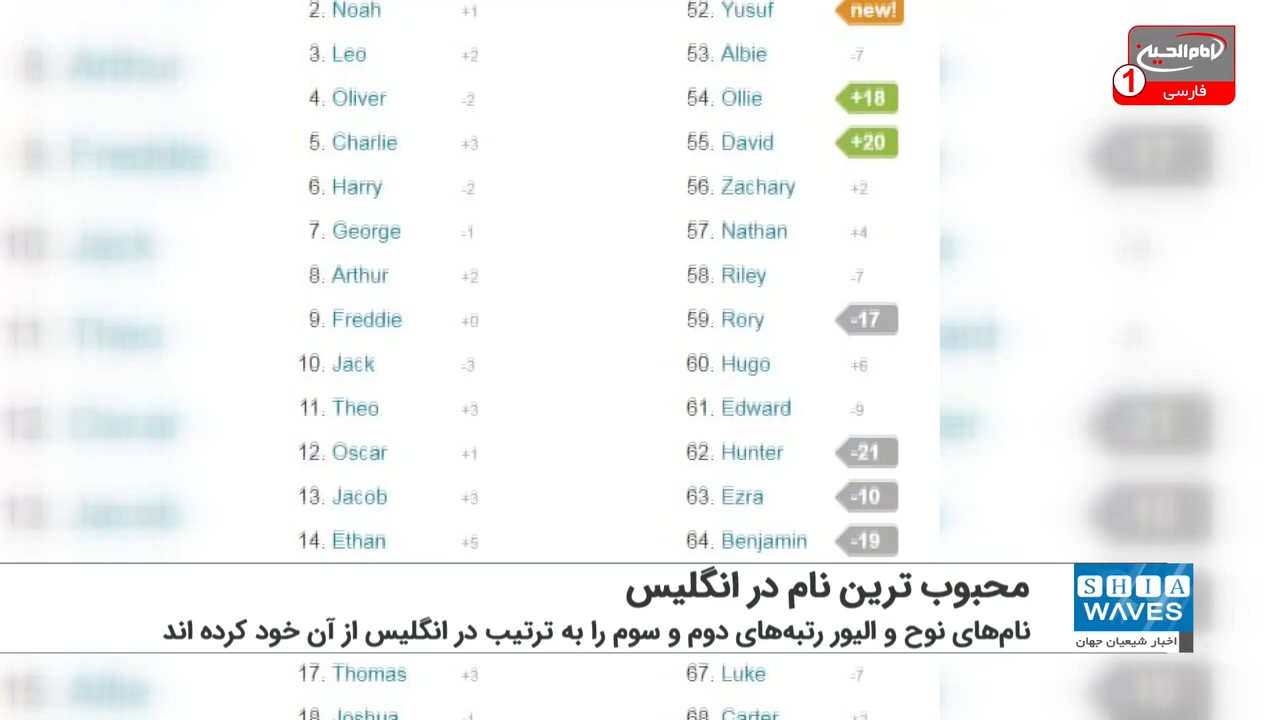 2. Noah +1
3. Leo +2
4. Oliver -2
5. Charlie +3
6. Harry -2
7. George -1
8. Arthur +2
9. Freddie +0
10. Jack -3
11. Theo +3
12. Oscar +1
13. Jacob +3
14. Ethan +5
17. Thomas +3
18. Joshua -1
52. Yusuf new!
53. Albie -7
54. Ollie +18
55. David +20
56. Zachary +2
57. Nathan +4
58. Riley -7
59. Rory -17
60. Hugo +6
61. Edward -9
62. Hunter -21
63. Ezra -10
64. Benjamin -19
67. Luke -7
68. Carter
امام الحسین
1
فارسی
محبوب ترین نام در انگلیس
نام‌های نوح و الیور رتبه‌های دوم و سوم را به ترتیب در انگلیس از آن خود کرده اند
SHIA
WAVES
اخبار شیعیان جهان